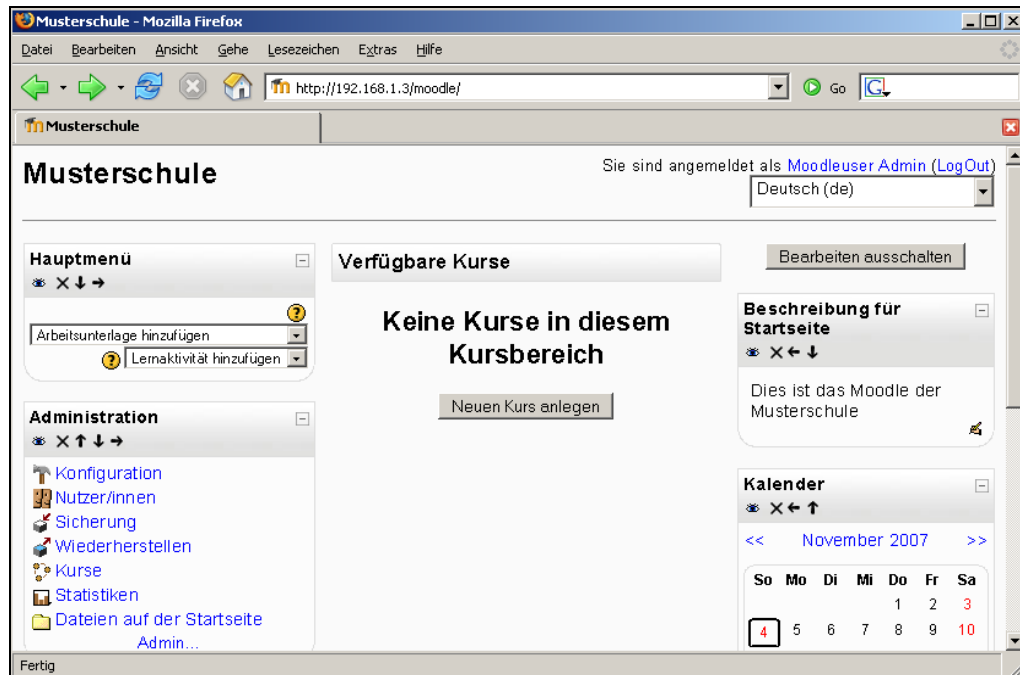 Musterschule - Mozilla Firefox
Datei Bearbeiten Ansicht Gehe Lesezeichen Extras Hilfe
http://192.168.1.3/moodle/ Go G
Musterschule
Musterschule
Sie sind angemeldet als Moodleuser Admin (LogOut)
Deutsch (de)
Hauptmenü
Arbeitsunterlage hinzufügen
Lernaktivität hinzufügen
Administration
Konfiguration
Nutzer/innen
Sicherung
Wiederherstellen
Kurse
Statistiken
Dateien auf der Startseite
Admin...
Verfügbare Kurse
Keine Kurse in diesem
Kursbereich
Neuen Kurs anlegen
Bearbeiten ausschalten
Beschreibung für
Startseite
Dies ist das Moodle der
Musterschule
Kalender
<< November 2007 >>
So Mo Di Mi Do Fr Sa
1 2 3
4 5 6 7 8 9 10
Fertig